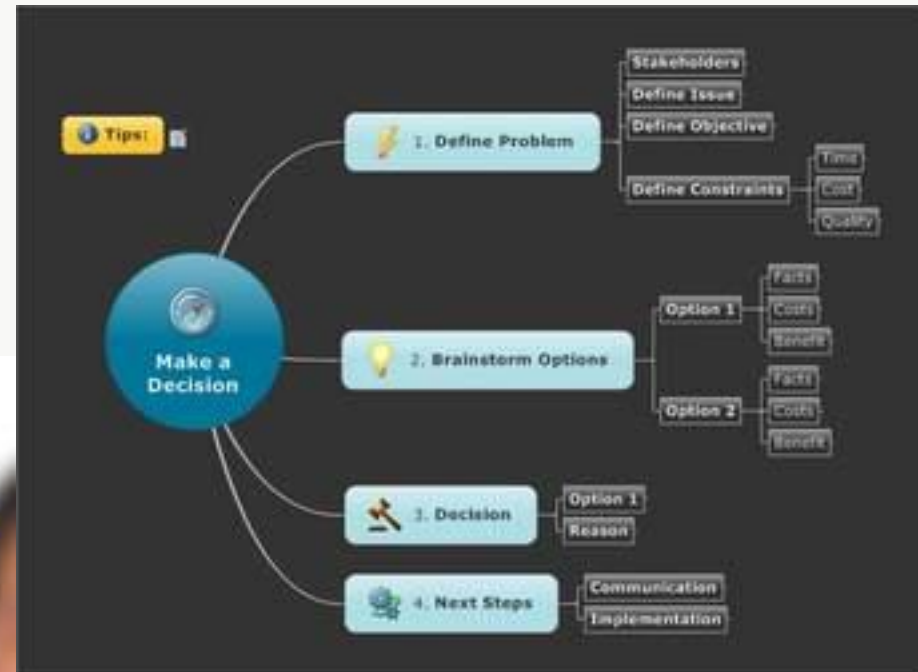 Tips:
Make a
Decision
1. Define Problem
Stakeholders
Define Issue
Define Objective
Define Constraints
Time
Cost
Quality
2. Brainstorm Options
Option 1
Facts
Costs
Benefit
Option 2
Facts
Costs
Benefit
3. Decision
Option 1
Reason
4. Next Steps
Communication
Implementation